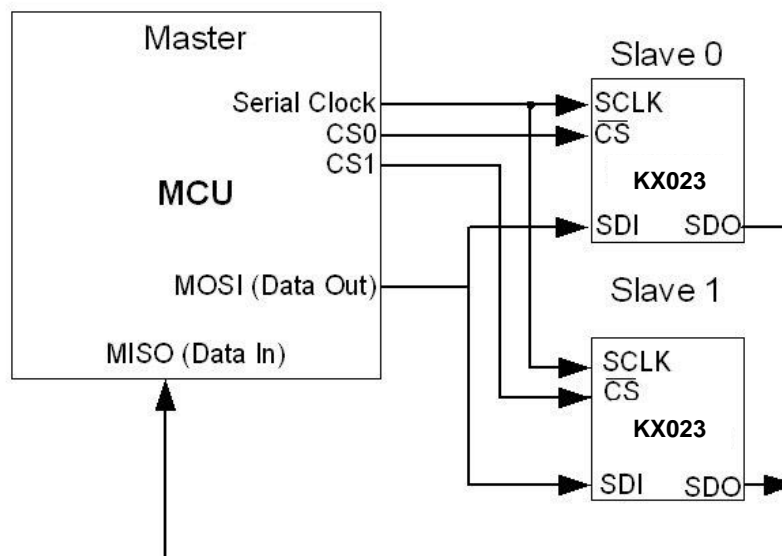 Master
Serial Clock
CS0
CS1
MCU
MOSI (Data Out)
MISO (Data In)
Slave 0
SCLK
CS
KX023
SDI SDO
Slave 1
SCLK
CS
KX023
SDI SDO